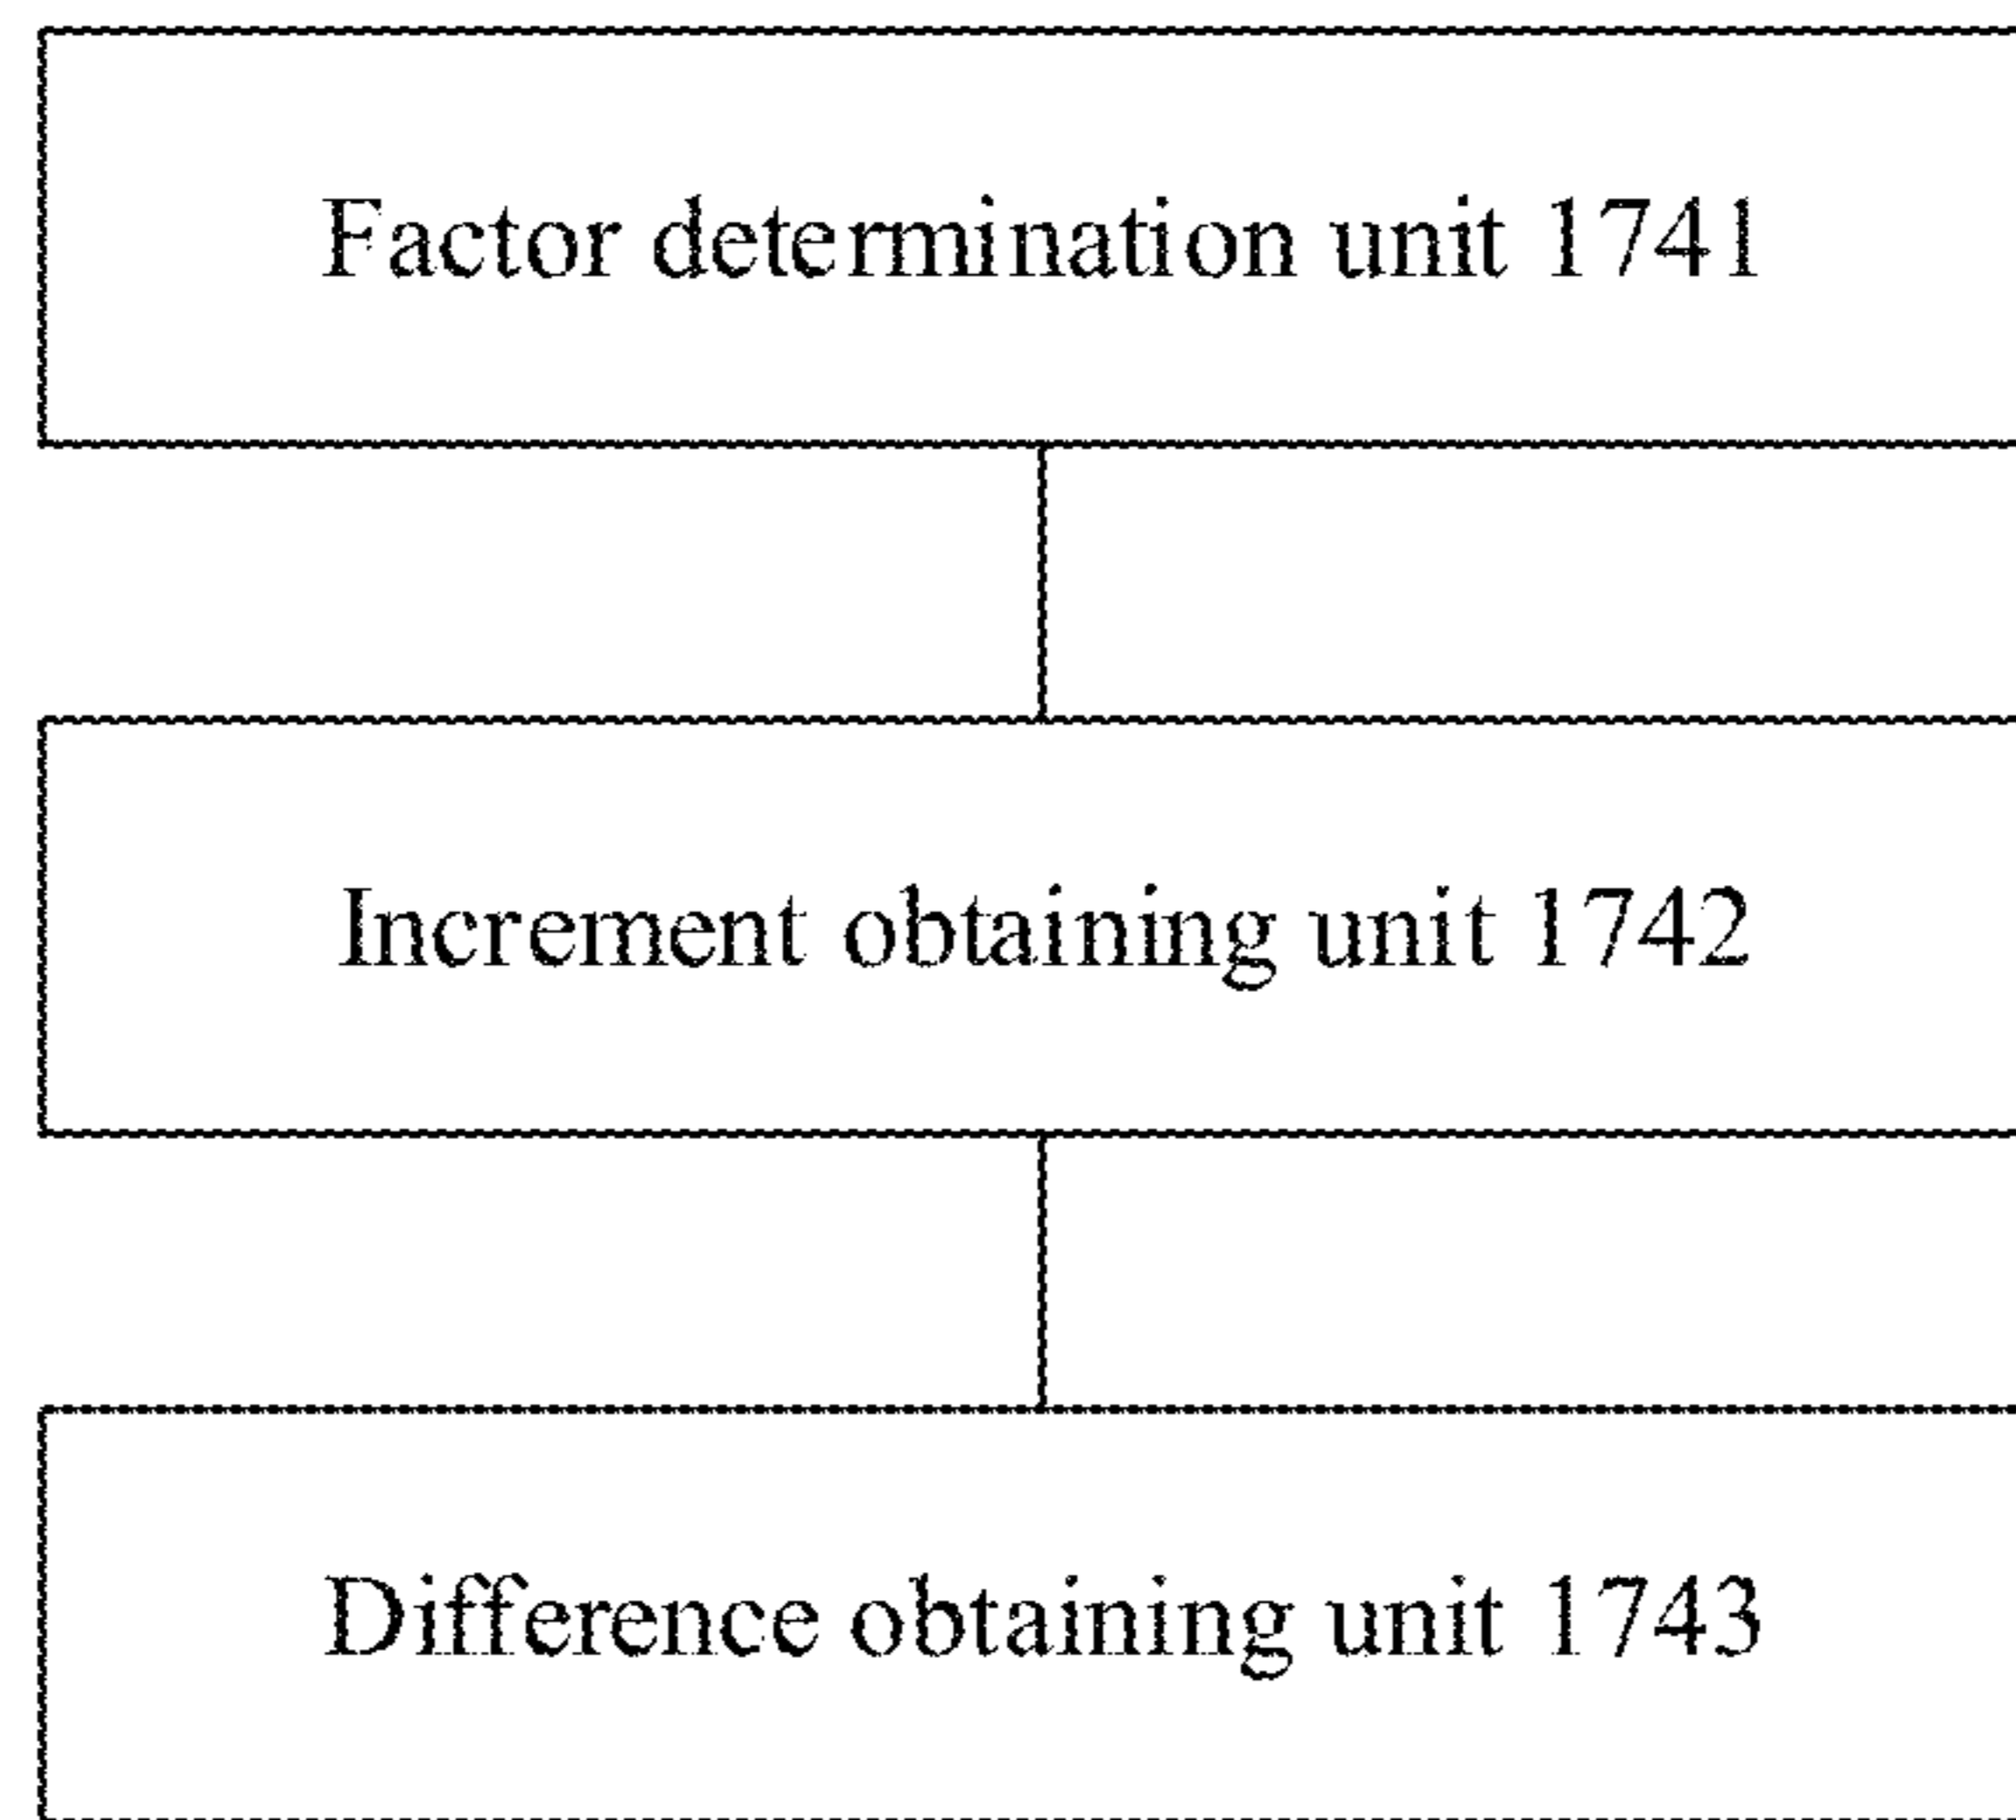 Factor determination unit 1741
Increment obtaining unit 1742
Difference obtaining unit 1743